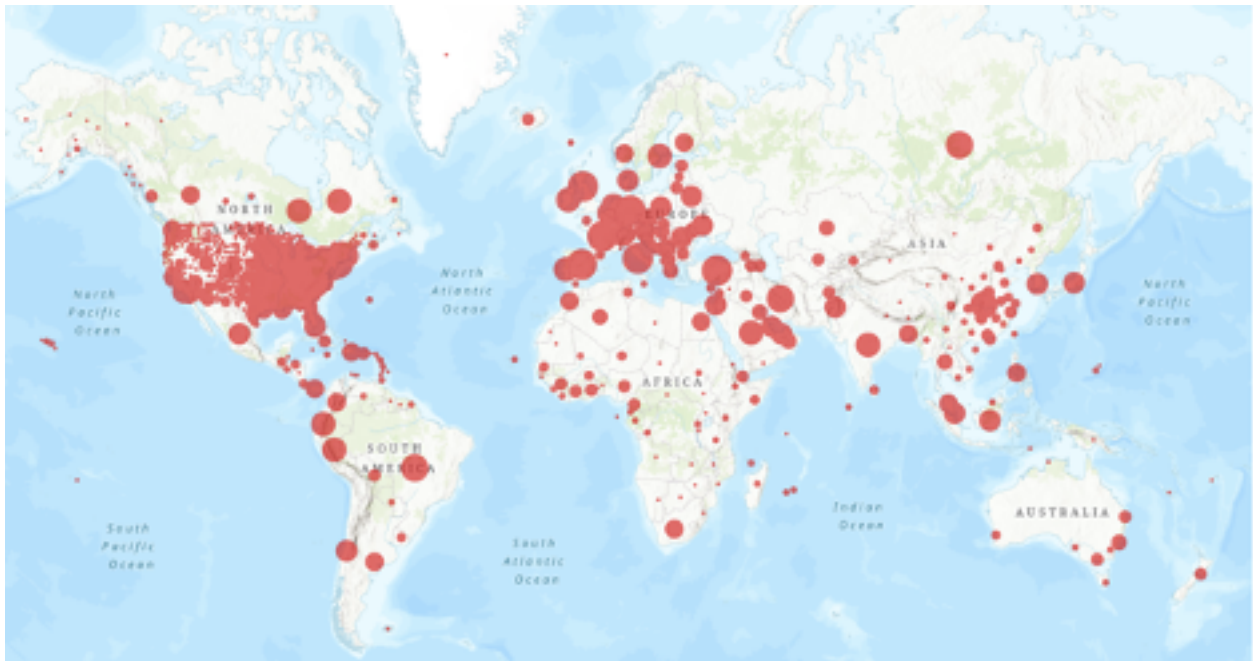 NORTH
AMERICA
EUROPE
ASIA
North
Pacific
Ocean
North
Atlantic
Ocean
North
Pacific
Ocean
AFRICA
SOUTH
AMERICA
South
Pacific
Ocean
South
Atlantic
Ocean
Indian
Ocean
AUSTRALIA